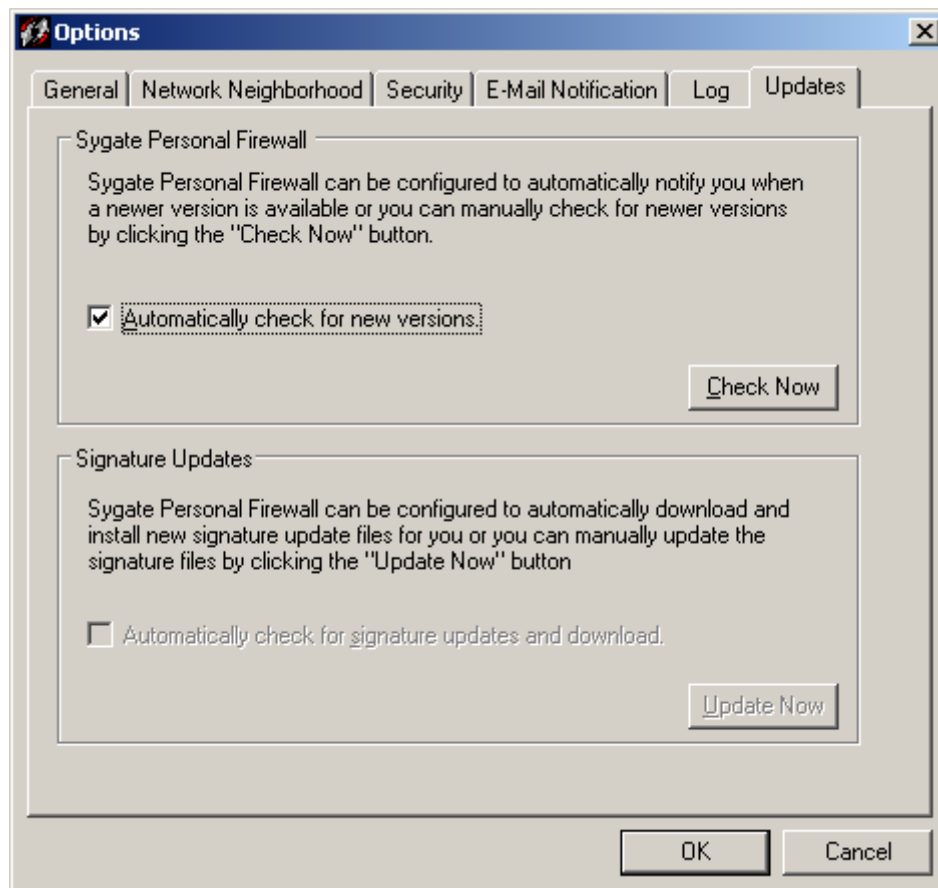 Options
General
Network Neighborhood
Security
E-Mail Notification
Log
Updates
Sygate Personal Firewall
Sygate Personal Firewall can be configured to automatically notify you when
a newer version is available or you can manually check for newer versions
by clicking the "Check Now" button.
Automatically check for new versions.
Check Now
Signature Updates
Sygate Personal Firewall can be configured to automatically download and
install new signature update files for you or you can manually update the
signature files by clicking the "Update Now" button
Automatically check for signature updates and download.
Update Now
OK
Cancel